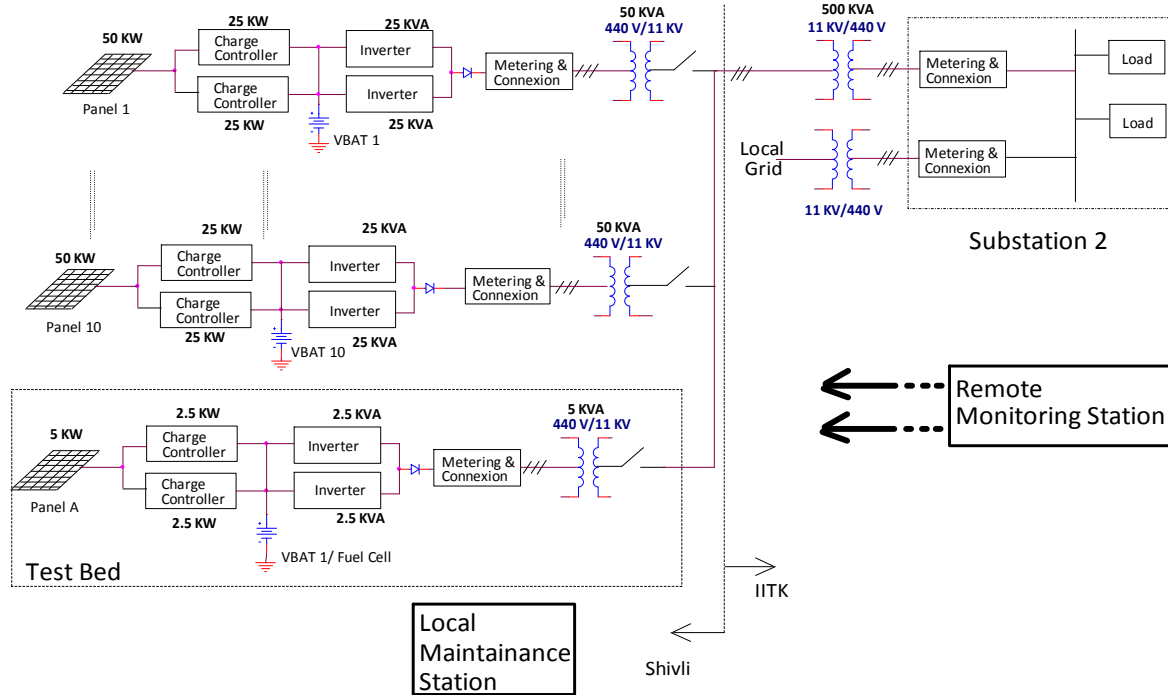 50 KW
25 KW
Charge
Controller
Charge
Controller
25 KW
Panel 1
VBAT 1
25 KVA
Inverter
Inverter
25 KVA
Metering &
Connexion
50 KVA
440 V/11 KV
500 KVA
11 KV/440 V
Metering &
Connexion
Load
Load
Local
Grid
Metering &
Connexion
11 KV/440 V
Substation 2
50 KW
25 KW
Charge
Controller
Charge
Controller
25 KW
Panel 10
VBAT 10
25 KVA
Inverter
Inverter
25 KVA
Metering &
Connexion
50 KVA
440 V/11 KV
Remote
Monitoring Station
5 KW
2.5 KW
Charge
Controller
Charge
Controller
2.5 KW
Panel A
VBAT 1/ Fuel Cell
2.5 KVA
Inverter
Inverter
2.5 KVA
Metering &
Connexion
5 KVA
440 V/11 KV
Test Bed
IITK
Shivli
Local
Maintainance
Station